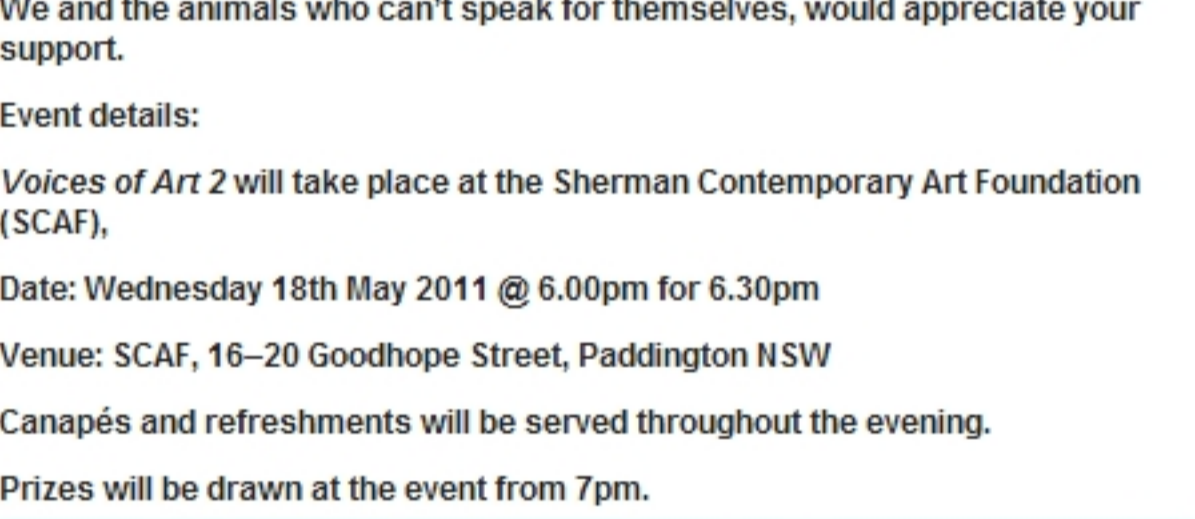 We and the animals who can't speak for themselves, would appreciate your
support.
Event details:
Voices of Art 2 will take place at the Sherman Contemporary Art Foundation
(SCAF),
Date: Wednesday 18th May 2011 @ 6.00pm for 6.30pm
Venue: SCAF, 16–20 Goodhope Street, Paddington NSW
Canapés and refreshments will be served throughout the evening.
Prizes will be drawn at the event from 7pm.